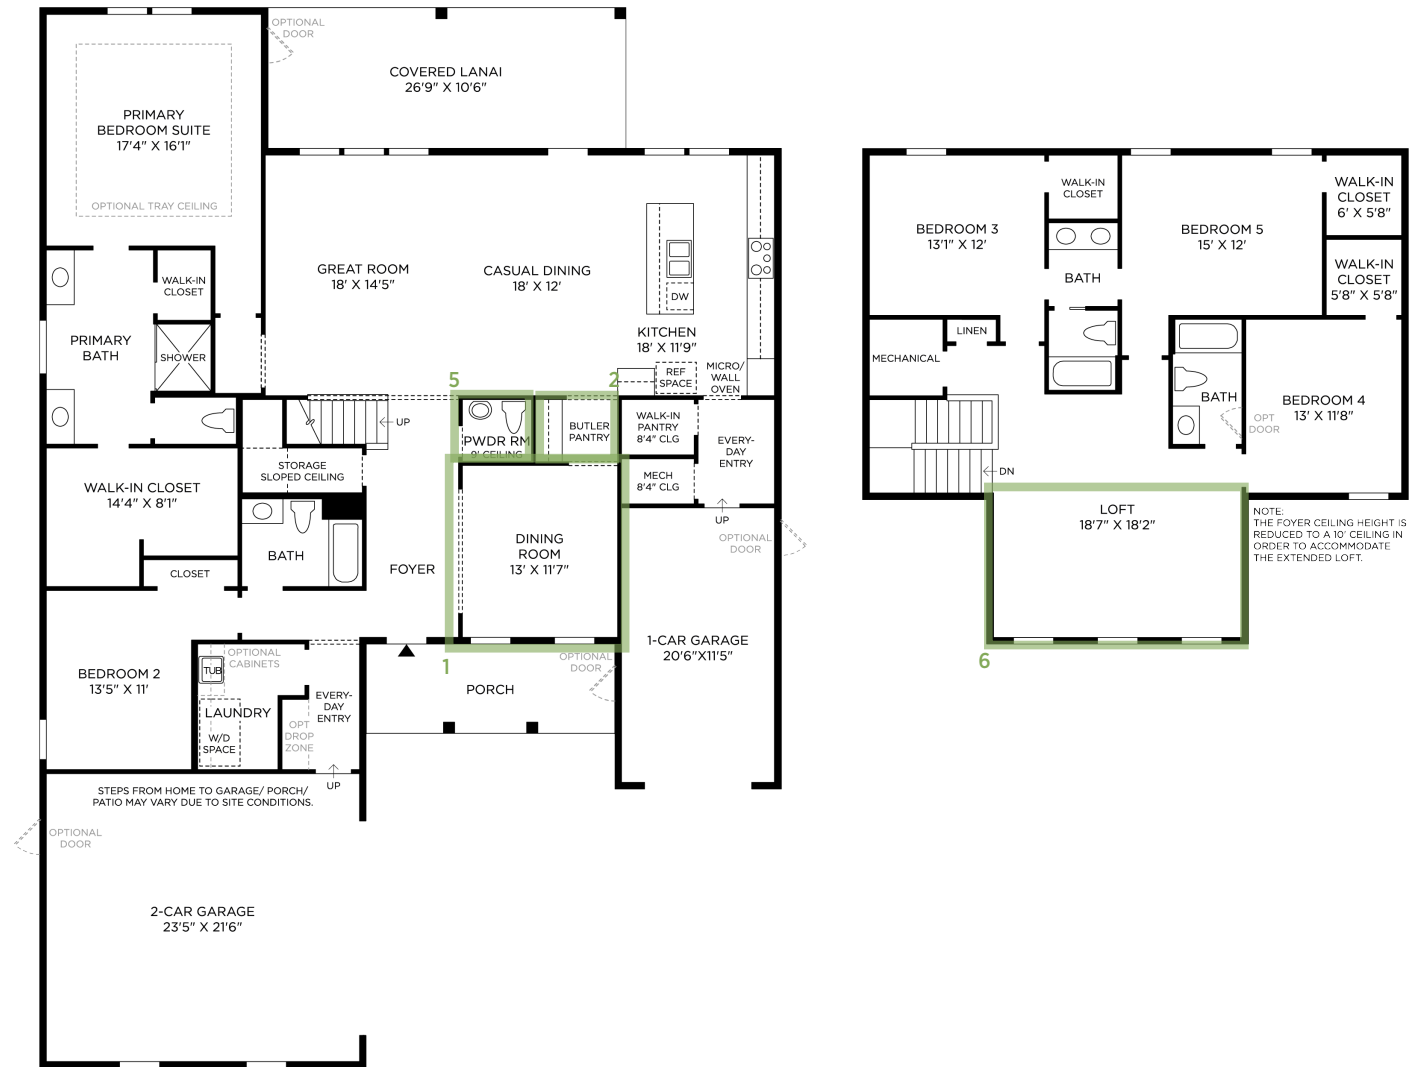 OPTIONAL
DOOR
COVERED LANAI
26'9" X 10'6"
PRIMARY
BEDROOM SUITE
17'4" X 16'1"
OPTIONAL TRAY CEILING
WALK-IN
CLOSET
PRIMARY
BATH
SHOWER
GREAT ROOM
18' X 14'5"
CASUAL DINING
18' X 12'
DW
KITCHEN
18' X 11'9"
REF
SPACE
MICRO/
WALL
OVEN
5
2
UP
PWDR RM
9' CEILING
BUTLER
PANTRY
WALK-IN
PANTRY
8'4" CLG
EVERY-
DAY
ENTRY
MECH
8'4" CLG
UP
OPTIONAL
DOOR
STORAGE
SLOPED CEILING
WALK-IN CLOSET
14'4" X 8'1"
BATH
CLOSET
FOYER
DINING
ROOM
13' X 11'7"
1-CAR GARAGE
20'6"X11'5"
OPTIONAL
DOOR
1
PORCH
BEDROOM 2
13'5" X 11'
OPTIONAL
CABINETS
TUB
LAUNDRY
W/D
SPACE
EVERY-
DAY
ENTRY
OPT
DROP
ZONE
UP
STEPS FROM HOME TO GARAGE/ PORCH/
PATIO MAY VARY DUE TO SITE CONDITIONS.
OPTIONAL
DOOR
2-CAR GARAGE
23'5" X 21'6"
BEDROOM 3
13'1" X 12'
WALK-IN
CLOSET
BATH
BEDROOM 5
15' X 12'
WALK-IN
CLOSET
6' X 5'8"
WALK-IN
CLOSET
5'8" X 5'8"
LINEN
MECHANICAL
BATH
OPT
DOOR
BEDROOM 4
13' X 11'8"
DN
LOFT
18'7" X 18'2"
NOTE:
THE FOYER CEILING HEIGHT IS
REDUCED TO A 10' CEILING IN
ORDER TO ACCOMMODATE
THE EXTENDED LOFT.
6